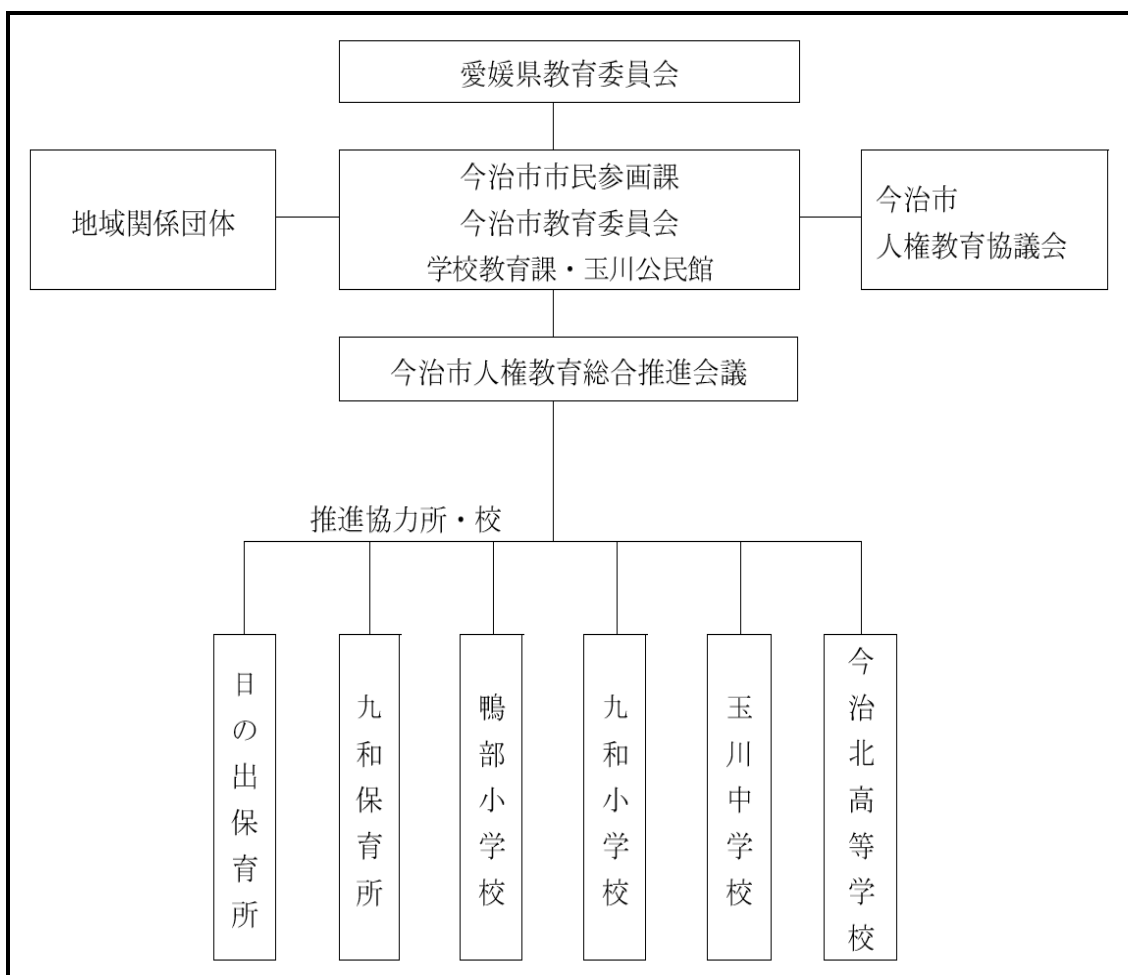 愛媛県教育委員会
地域関係団体
今治市市民参画課
今治市教育委員会
学校教育課・玉川公民館
今治市
人権教育協議会
今治市人権教育総合推進会議
推進協力所・校
日の出保育所
九和保育所
鴨部小学校
九和小学校
玉川中学校
今治北高等学校